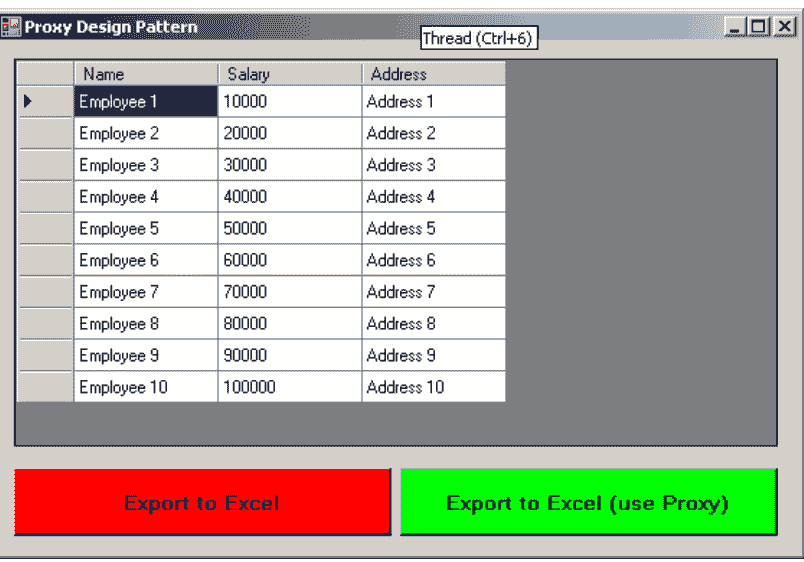 Proxy Design Pattern
Thread (Ctrl+6)
Name Salary Address
Employee 1 10000 Address 1
Employee 2 20000 Address 2
Employee 3 30000 Address 3
Employee 4 40000 Address 4
Employee 5 50000 Address 5
Employee 6 60000 Address 6
Employee 7 70000 Address 7
Employee 8 80000 Address 8
Employee 9 90000 Address 9
Employee 10 100000 Address 10
Export to Excel Export to Excel (use Proxy)